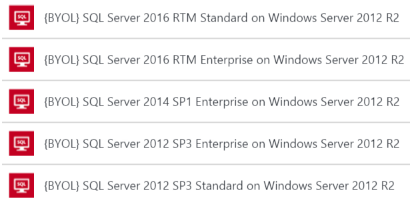 {BYOL} SQL Server 2016 RTM Standard on Windows Server 2012 R2
{BYOL} SQL Server 2016 RTM Enterprise on Windows Server 2012 R2
{BYOL} SQL Server 2014 SP1 Enterprise on Windows Server 2012 R2
{BYOL} SQL Server 2012 SP3 Enterprise on Windows Server 2012 R2
{BYOL} SQL Server 2012 SP3 Standard on Windows Server 2012 R2